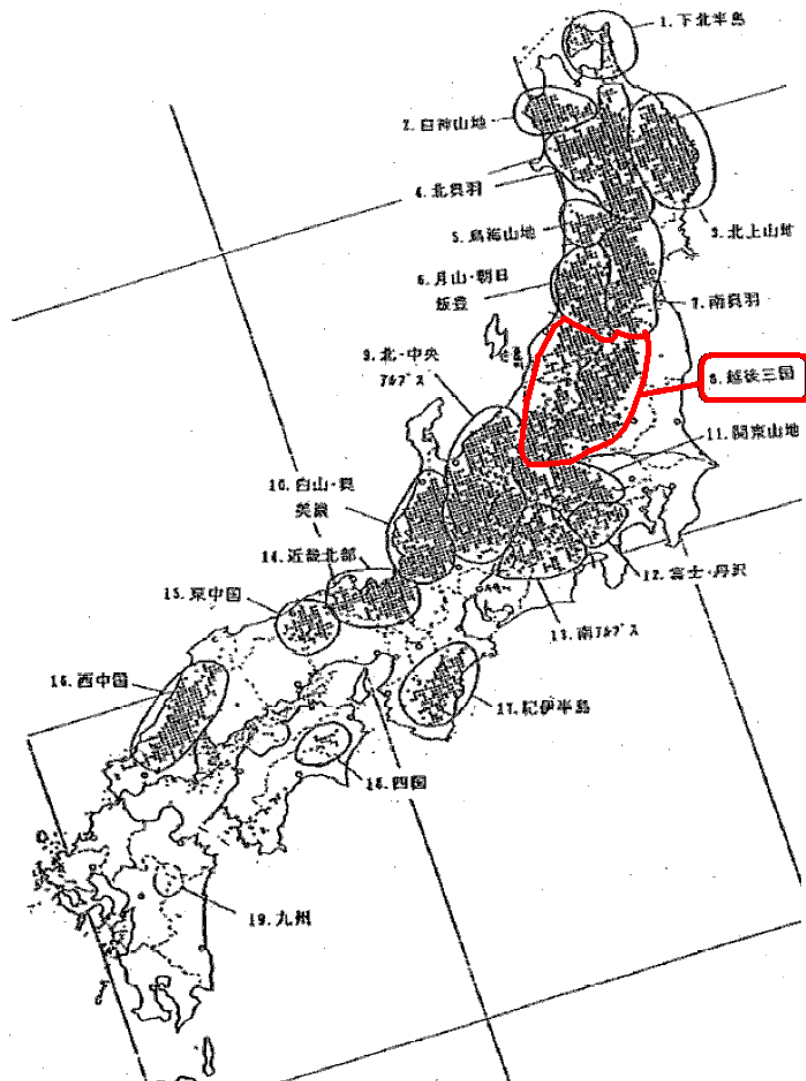 1.下北半島
2.白神山地
4.北奥羽
3.北上山地
5.鳥海山地
6.月山・朝日
飯豊
7.南奥羽
9.北・中央
アルプス
8.越後三国
11.関東山地
10.白山・奥
美濃
14.近畿北部
12.富士・丹沢
15.東中国
13.南アルプス
16.西中国
17.紀伊半島
18.四国
19.九州